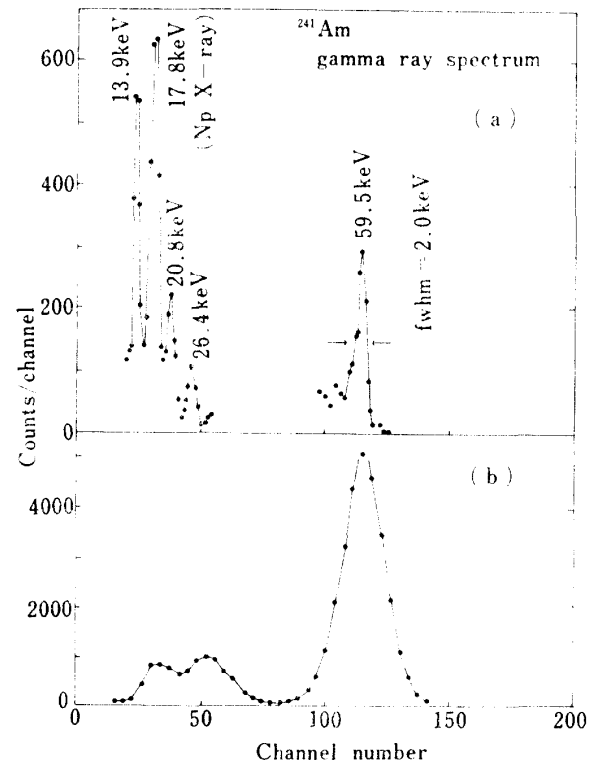 ²⁴¹Am
gamma ray spectrum
(a)
13.9keV
17.8keV
(Np X-ray)
20.8keV
26.4keV
59.5keV
fwhm=2.0keV
600
400
200
0
Counts/channel
(b)
4000
2000
0
0 50 100 150 200
Channel number